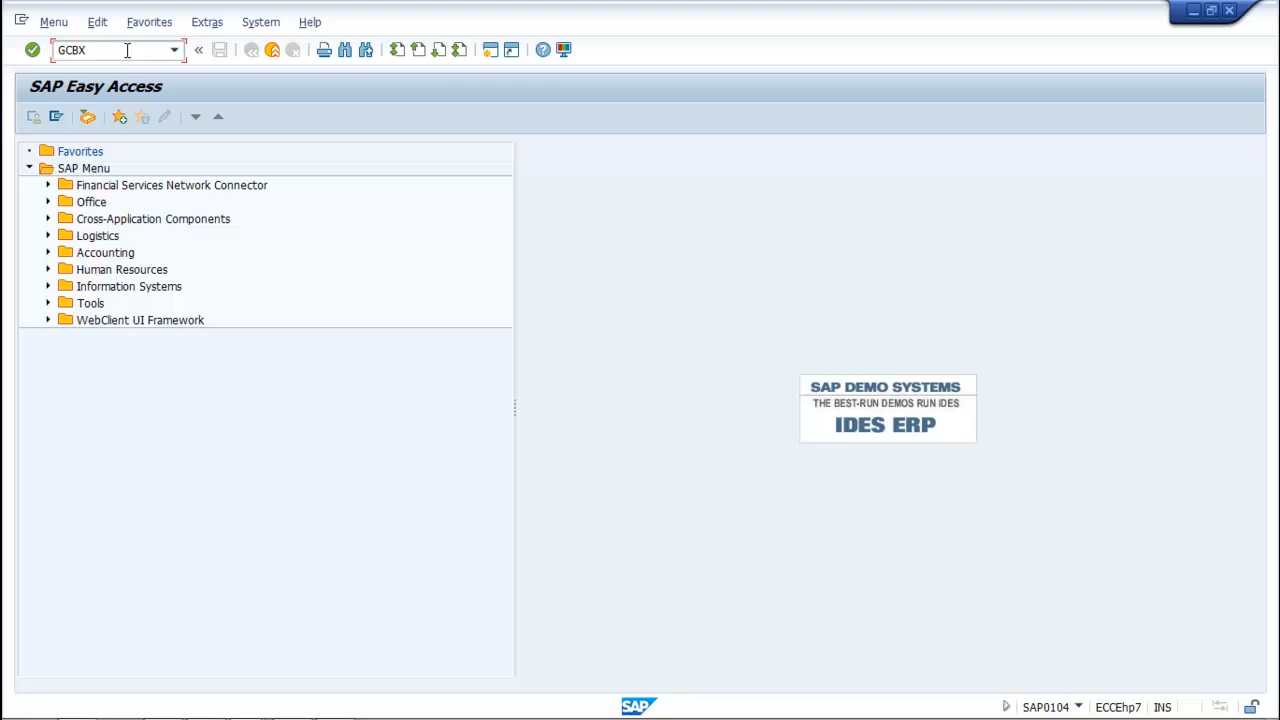 Menu Edit Favorites Extras System Help
GCBX
SAP Easy Access
Favorites
SAP Menu
Financial Services Network Connector
Office
Cross-Application Components
Logistics
Accounting
Human Resources
Information Systems
Tools
WebClient UI Framework
SAP DEMO SYSTEMS
THE BEST-RUN DEMOS RUN IDES
IDES ERP
SAP SAP0104 ECCEhp7 INS